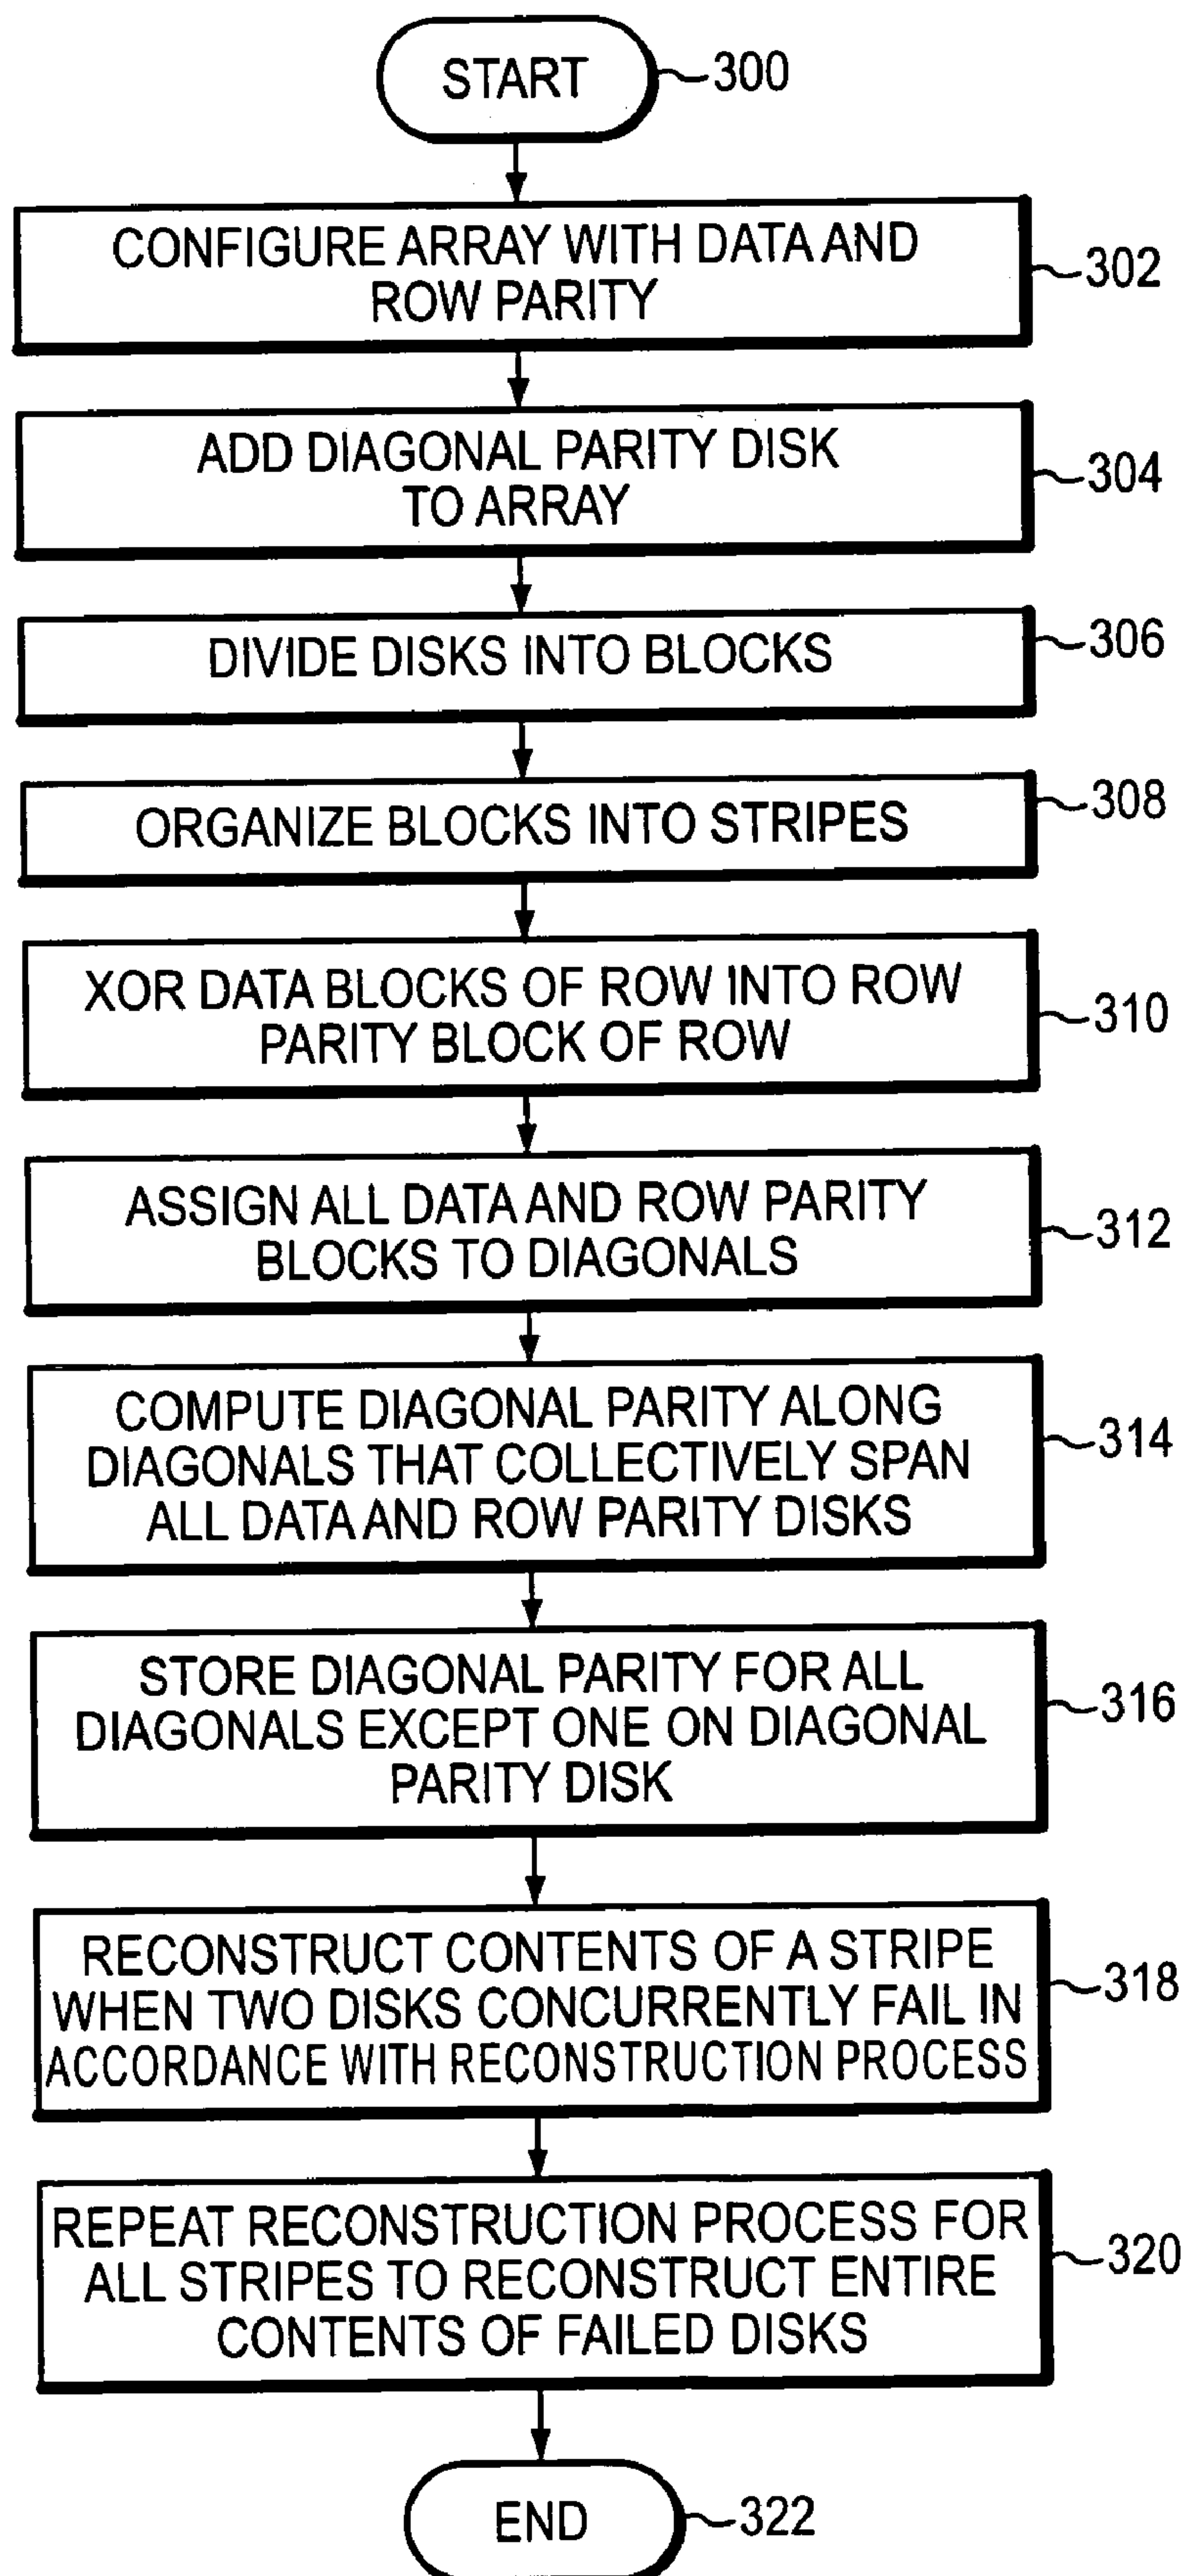 START
300
CONFIGURE ARRAY WITH DATA AND
ROW PARITY
302
ADD DIAGONAL PARITY DISK
TO ARRAY
304
DIVIDE DISKS INTO BLOCKS
306
ORGANIZE BLOCKS INTO STRIPES
308
XOR DATA BLOCKS OF ROW INTO ROW
PARITY BLOCK OF ROW
310
ASSIGN ALL DATA AND ROW PARITY
BLOCKS TO DIAGONALS
312
COMPUTE DIAGONAL PARITY ALONG
DIAGONALS THAT COLLECTIVELY SPAN
ALL DATA AND ROW PARITY DISKS
314
STORE DIAGONAL PARITY FOR ALL
DIAGONALS EXCEPT ONE ON DIAGONAL
PARITY DISK
316
RECONSTRUCT CONTENTS OF A STRIPE
WHEN TWO DISKS CONCURRENTLY FAIL IN
ACCORDANCE WITH RECONSTRUCTION PROCESS
318
REPEAT RECONSTRUCTION PROCESS FOR
ALL STRIPES TO RECONSTRUCT ENTIRE
CONTENTS OF FAILED DISKS
320
END
322